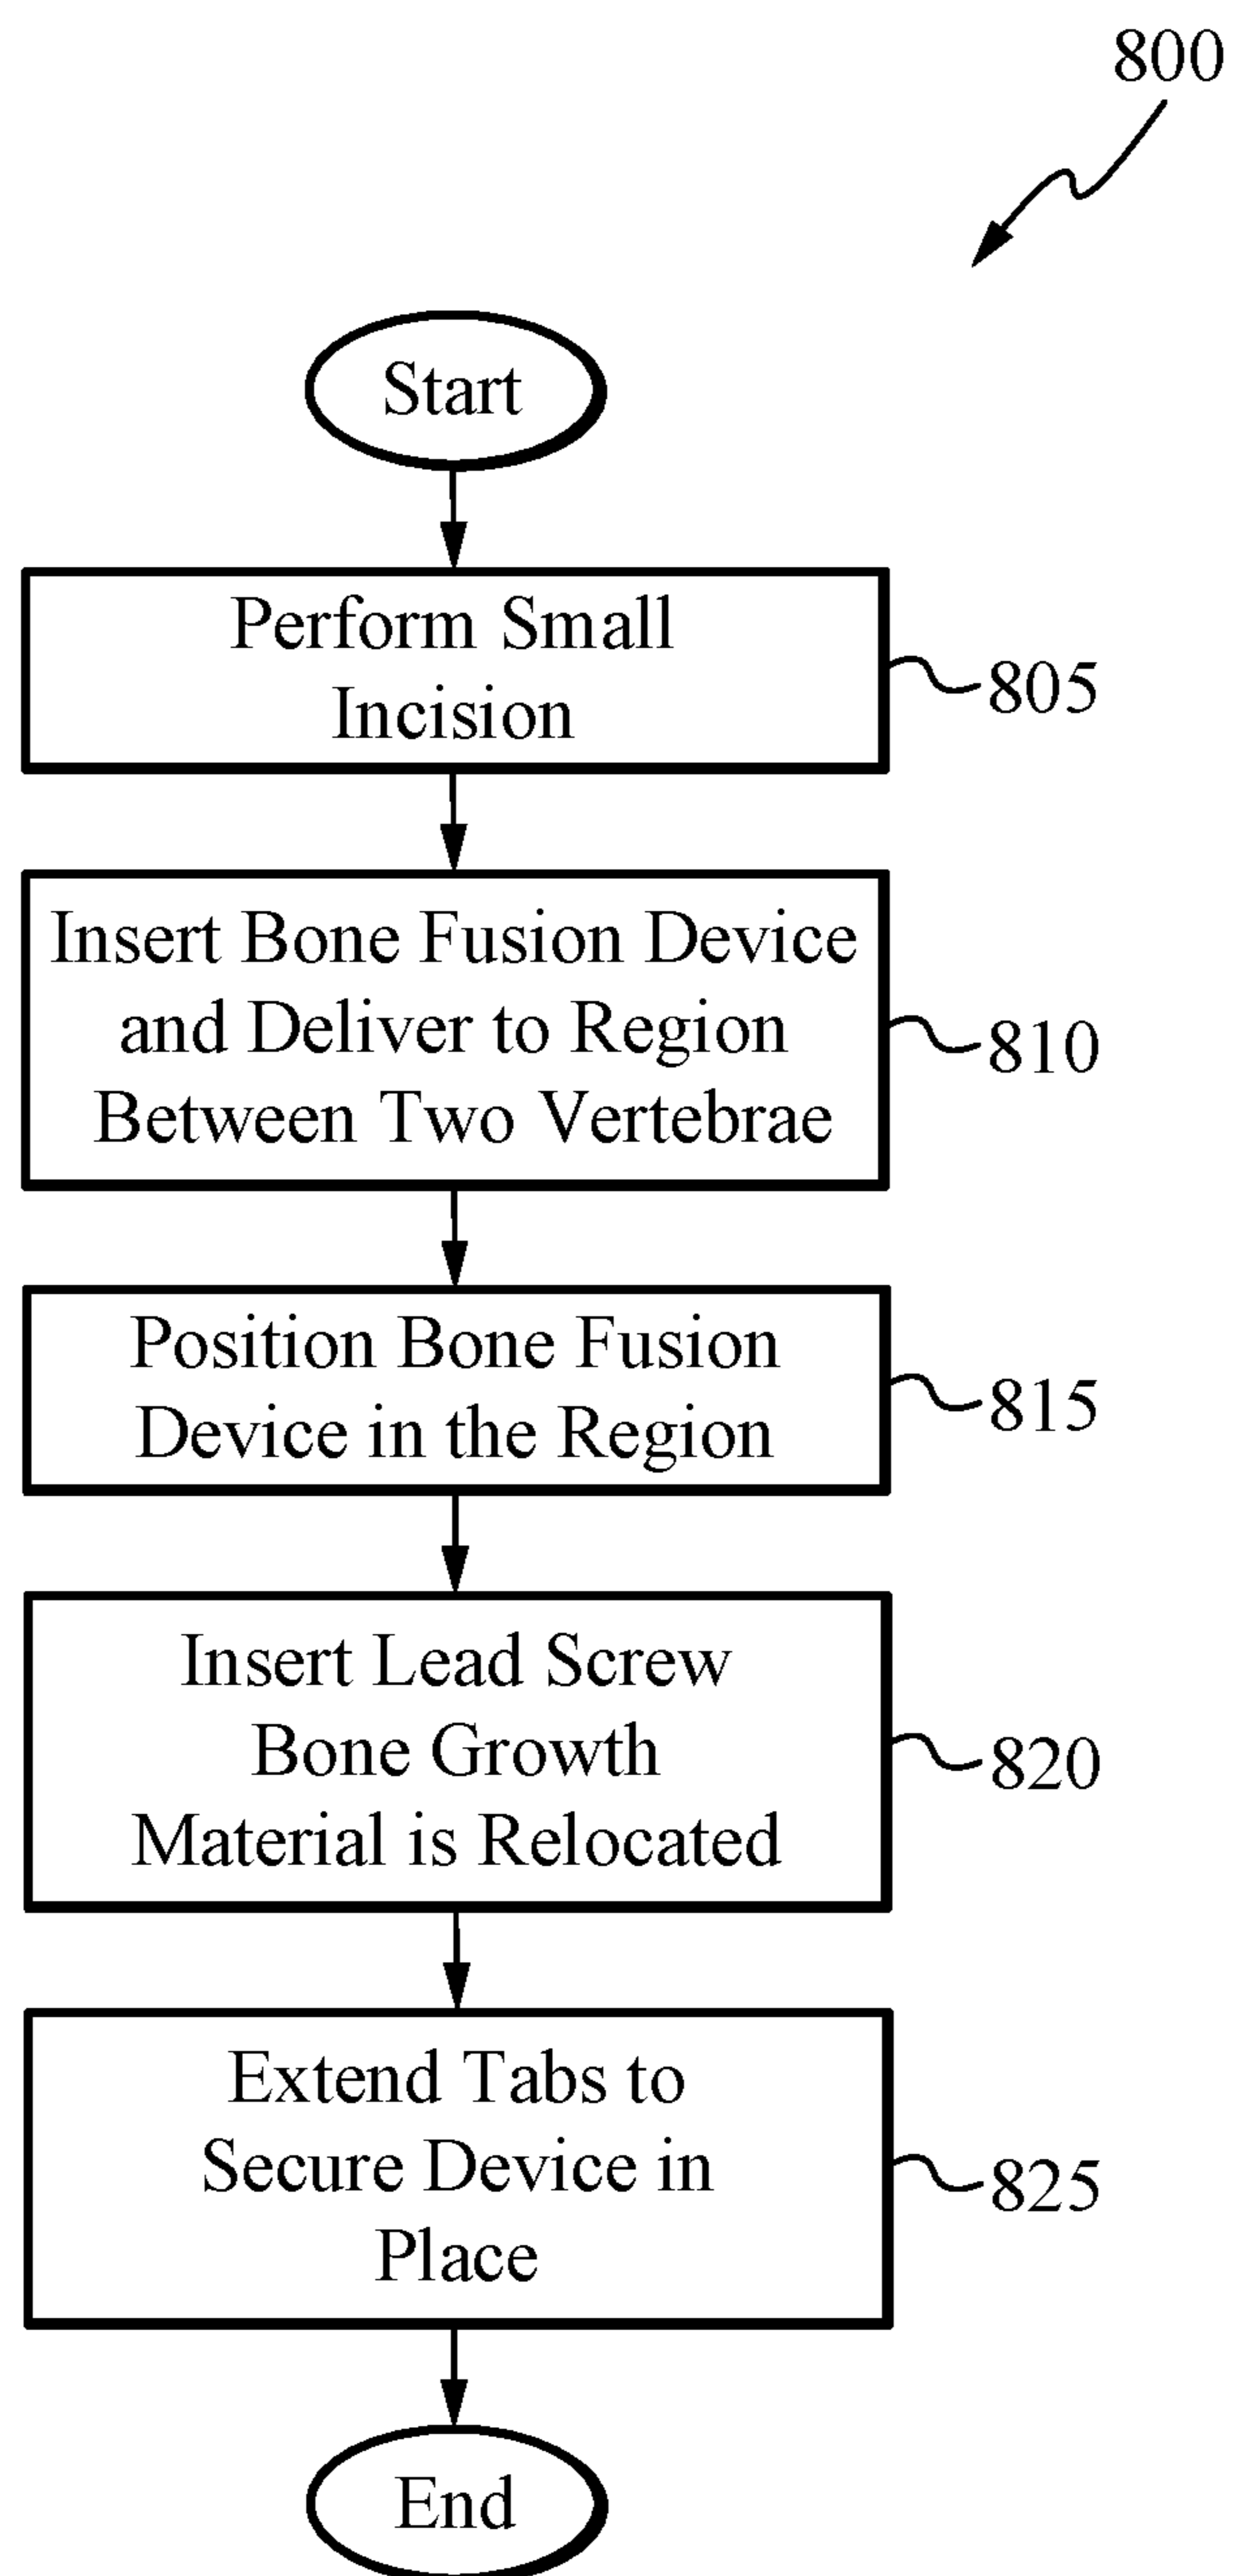 800
Start
Perform Small
Incision
805
Insert Bone Fusion Device
and Deliver to Region
Between Two Vertebrae
810
Position Bone Fusion
Device in the Region
815
Insert Lead Screw
Bone Growth
Material is Relocated
820
Extend Tabs to
Secure Device in
Place
825
End